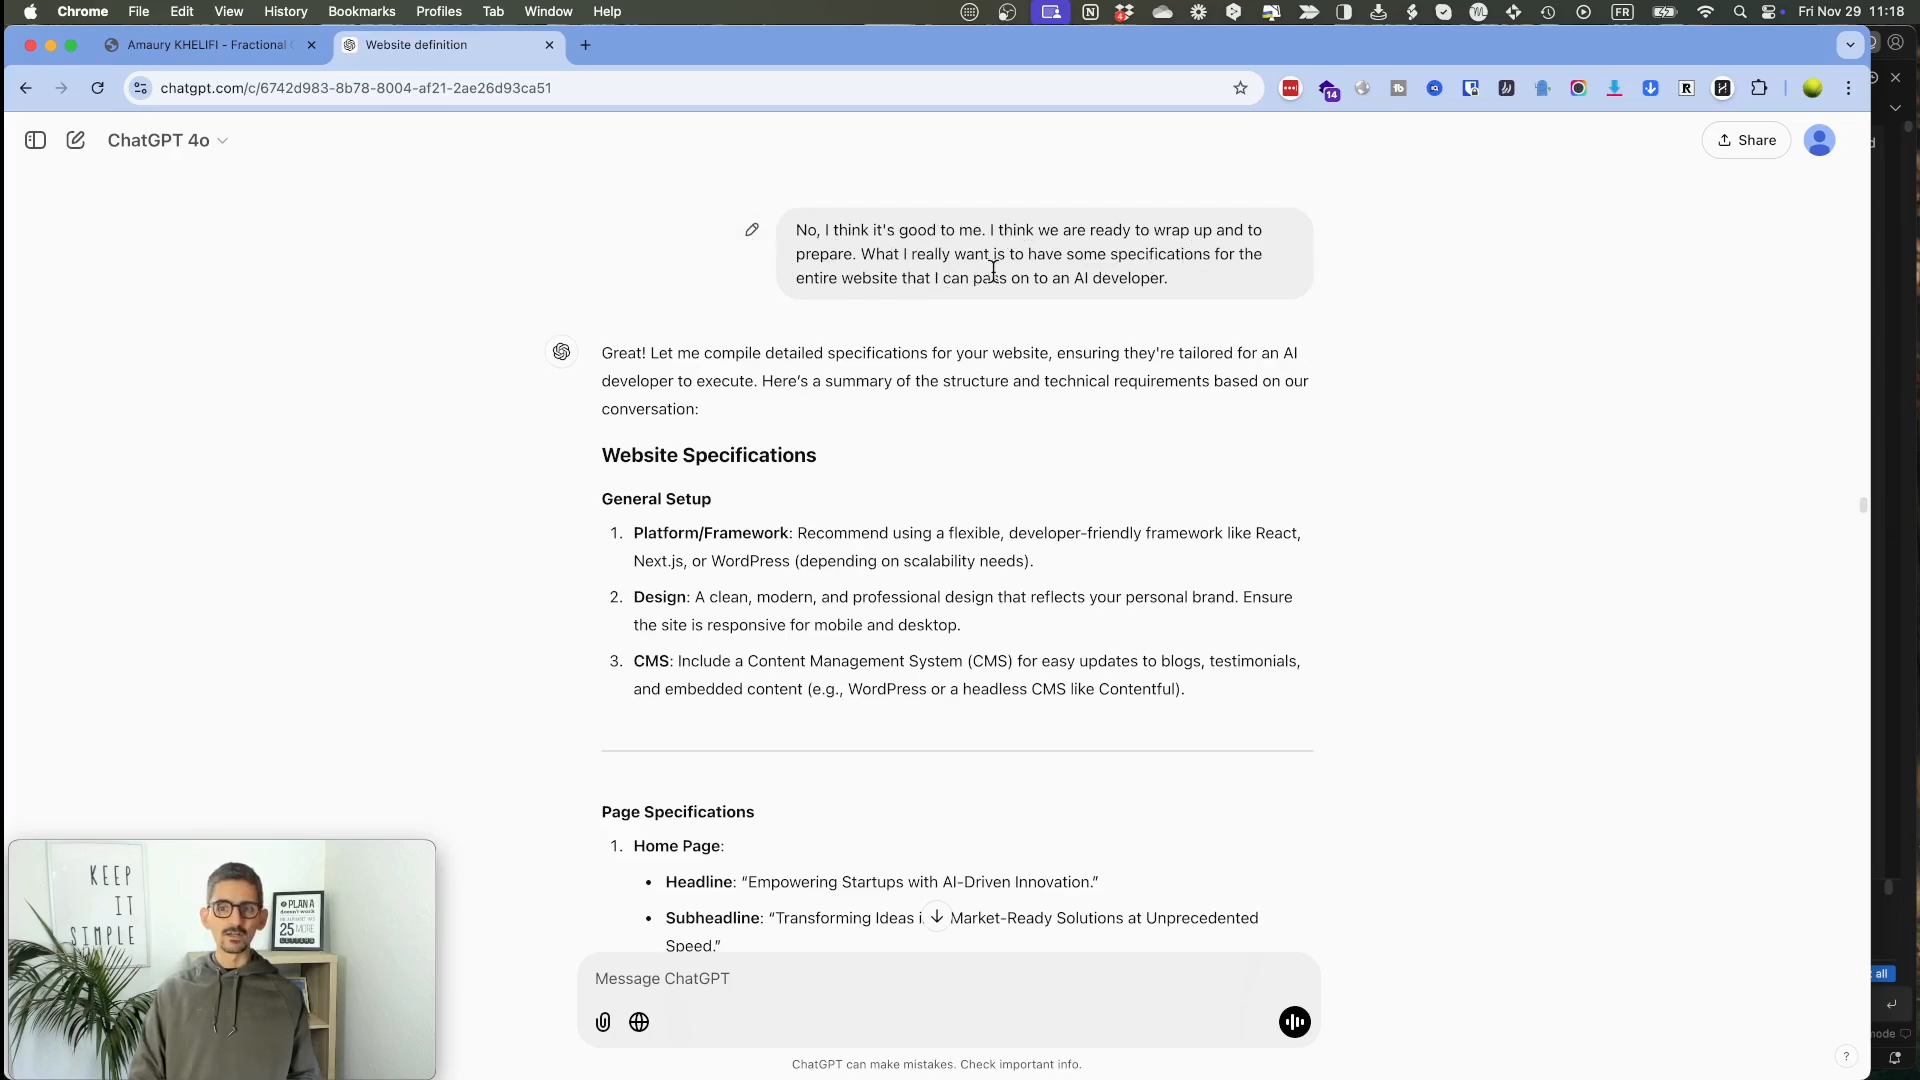 Chrome File Edit View History Bookmarks Profiles Tab Window Help
FR
Fri Nov 29 11:18
Amaury KHELIFI - Fractional
Website definition
chatgpt.com/c/6742d983-8b78-8004-af21-2ae26d93ca51
14
ChatGPT 4o
Share
No, I think it's good to me. I think we are ready to wrap up and to
prepare. What I really want is to have some specifications for the
entire website that I can pass on to an AI developer.
Great! Let me compile detailed specifications for your website, ensuring they're tailored for an AI
developer to execute. Here's a summary of the structure and technical requirements based on our
conversation:
Website Specifications
General Setup
1. Platform/Framework: Recommend using a flexible, developer-friendly framework like React,
Next.js, or WordPress (depending on scalability needs).
2. Design: A clean, modern, and professional design that reflects your personal brand. Ensure
the site is responsive for mobile and desktop.
3. CMS: Include a Content Management System (CMS) for easy updates to blogs, testimonials,
and embedded content (e.g., WordPress or a headless CMS like Contentful).
Page Specifications
1. Home Page:
• Headline: “Empowering Startups with AI-Driven Innovation.”
• Subheadline: “Transforming Ideas i Market-Ready Solutions at Unprecedented
Speed.”
Message ChatGPT
ChatGPT can make mistakes. Check important info.
?
all
KEEP
IT
SIMPLE
PLAN
A
25
MORE
LETTERS